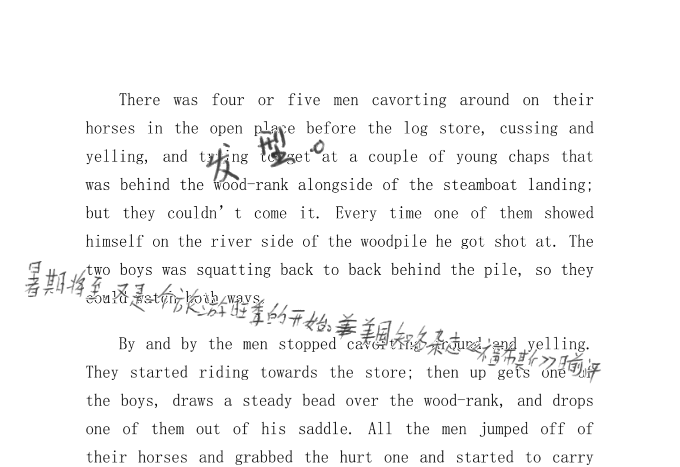 There was four or five men cavorting around on their
horses in the open place before the log store, cussing and
yelling, and trying to get at a couple of young chaps that
发型。
was behind the wood-rank alongside of the steamboat landing;
but they couldn't come it. Every time one of them showed
himself on the river side of the woodpile he got shot at. The
two boys was squatting back to back behind the pile, so they
could watch both ways.
暑期将至又是一个旅游旺季的开始。美国知名杂志《福布斯》日前评
By and by the men stopped cavorting around and yelling.
They started riding towards the store; then up gets one of
the boys, draws a steady bead over the wood-rank, and drops
one of them out of his saddle. All the men jumped off of
their horses and grabbed the hurt one and started to carry